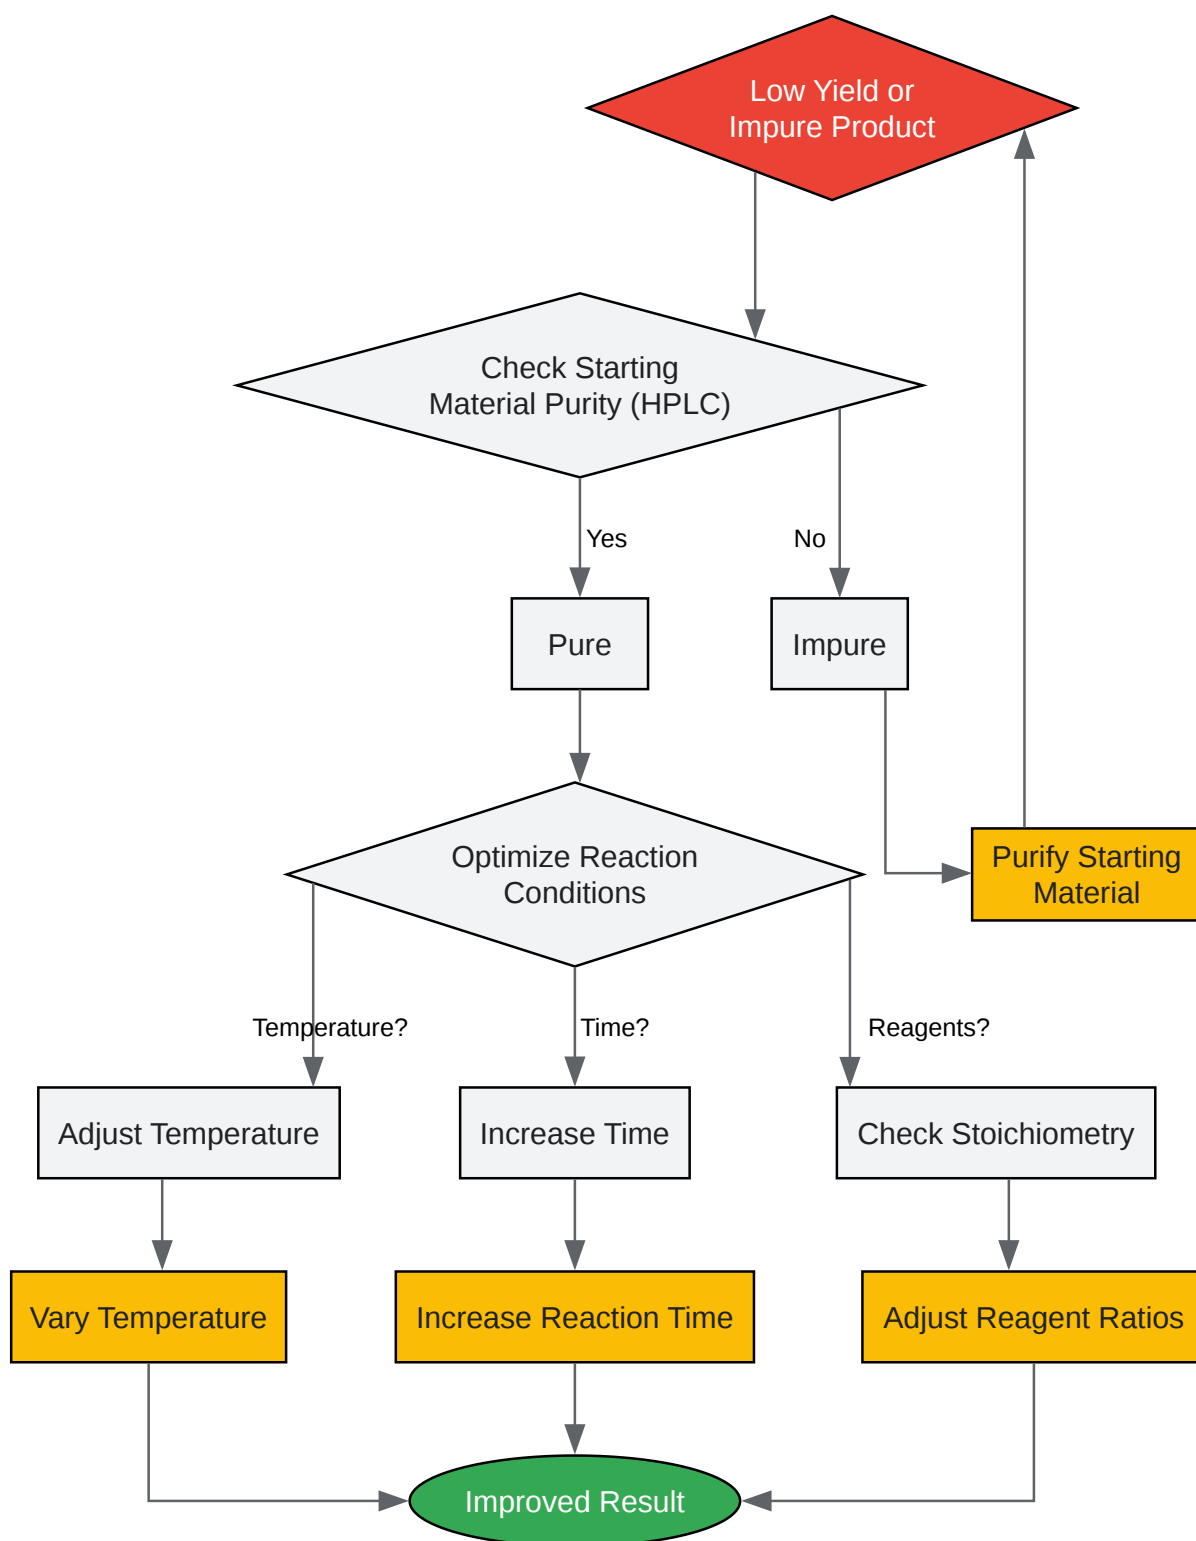 Low Yield or
Impure Product
Check Starting
Material Purity (HPLC)
Yes
No
Pure
Impure
Optimize Reaction
Conditions
Purify Starting
Material
Temperature?
Time?
Reagents?
Adjust Temperature
Increase Time
Check Stoichiometry
Vary Temperature
Increase Reaction Time
Adjust Reagent Ratios
Improved Result